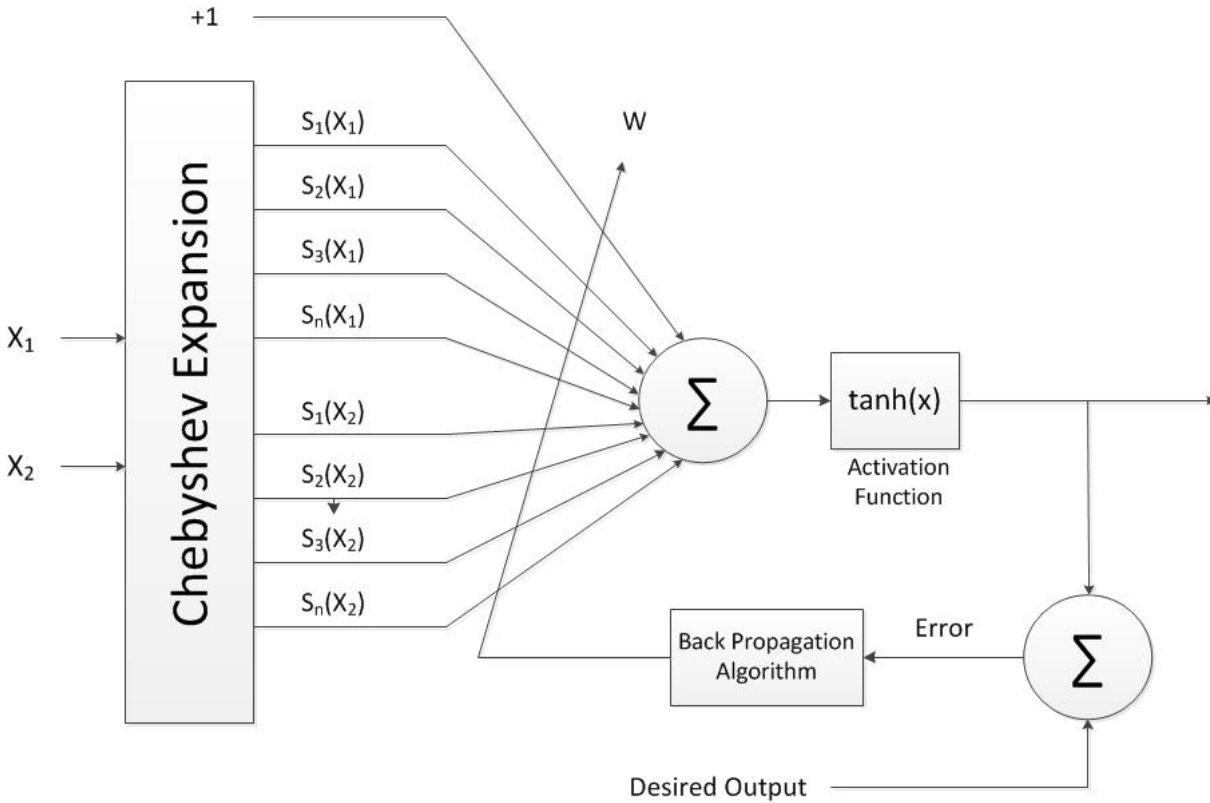 +1
Chebyshev Expansion
X₁
X₂
S₁(X₁)
S₂(X₁)
S₃(X₁)
Sₙ(X₁)
S₁(X₂)
S₂(X₂)
S₃(X₂)
Sₙ(X₂)
W
∑
tanh(x)
Activation
Function
Back Propagation
Algorithm
Error
∑
Desired Output